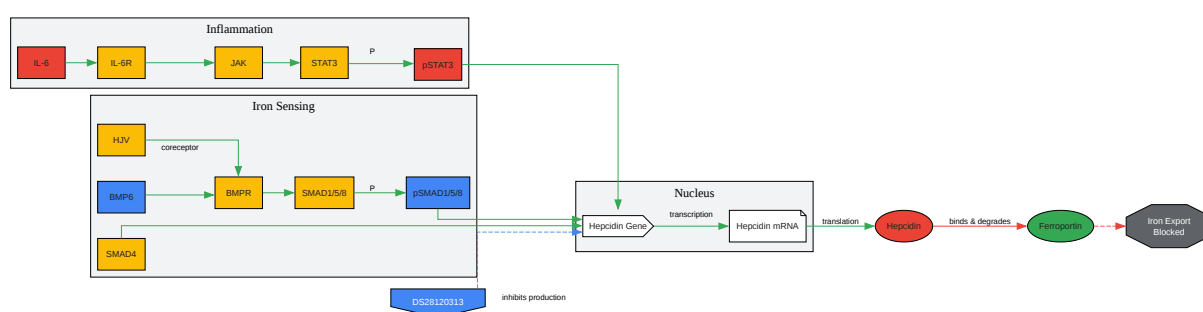 Inflammation
IL-6
IL-6R
JAK
STAT3
P
pSTAT3
Iron Sensing
HJV
coreceptor
BMP6
BMPR
SMAD1/5/8
P
pSMAD1/5/8
SMAD4
Nucleus
Hepcidin Gene
transcription
Hepcidin mRNA
translation
Hepcidin
binds & degrades
Ferroportin
Iron Export
Blocked
DS28120313
inhibits production